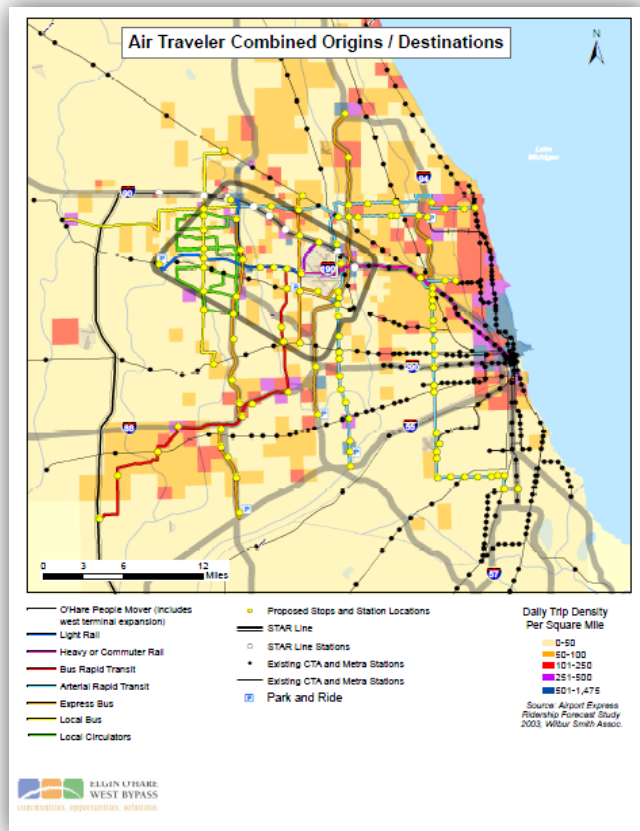 Air Traveler Combined Origins / Destinations
N
Lake
Michigan
94
90
190
P
P
290
88
P
55
P
P
57
0 3 6 12
Miles
O'Hare People Mover (includes
west terminal expansion)
Light Rail
Heavy or Commuter Rail
Bus Rapid Transit
Arterial Rapid Transit
Express Bus
Local Bus
Local Circulators
Proposed Stops and Station Locations
STAR Line
STAR Line Stations
Existing CTA and Metra Stations
Existing CTA and Metra Stations
P Park and Ride
Daily Trip Density
Per Square Mile
0-50
50-100
101-250
251-500
501-1,475
Source: Airport Express
Ridership Forecast Study
2003, Wilbur Smith Assoc.
ELGIN O'HARE
WEST BYPASS
communities. opportunities. solutions.